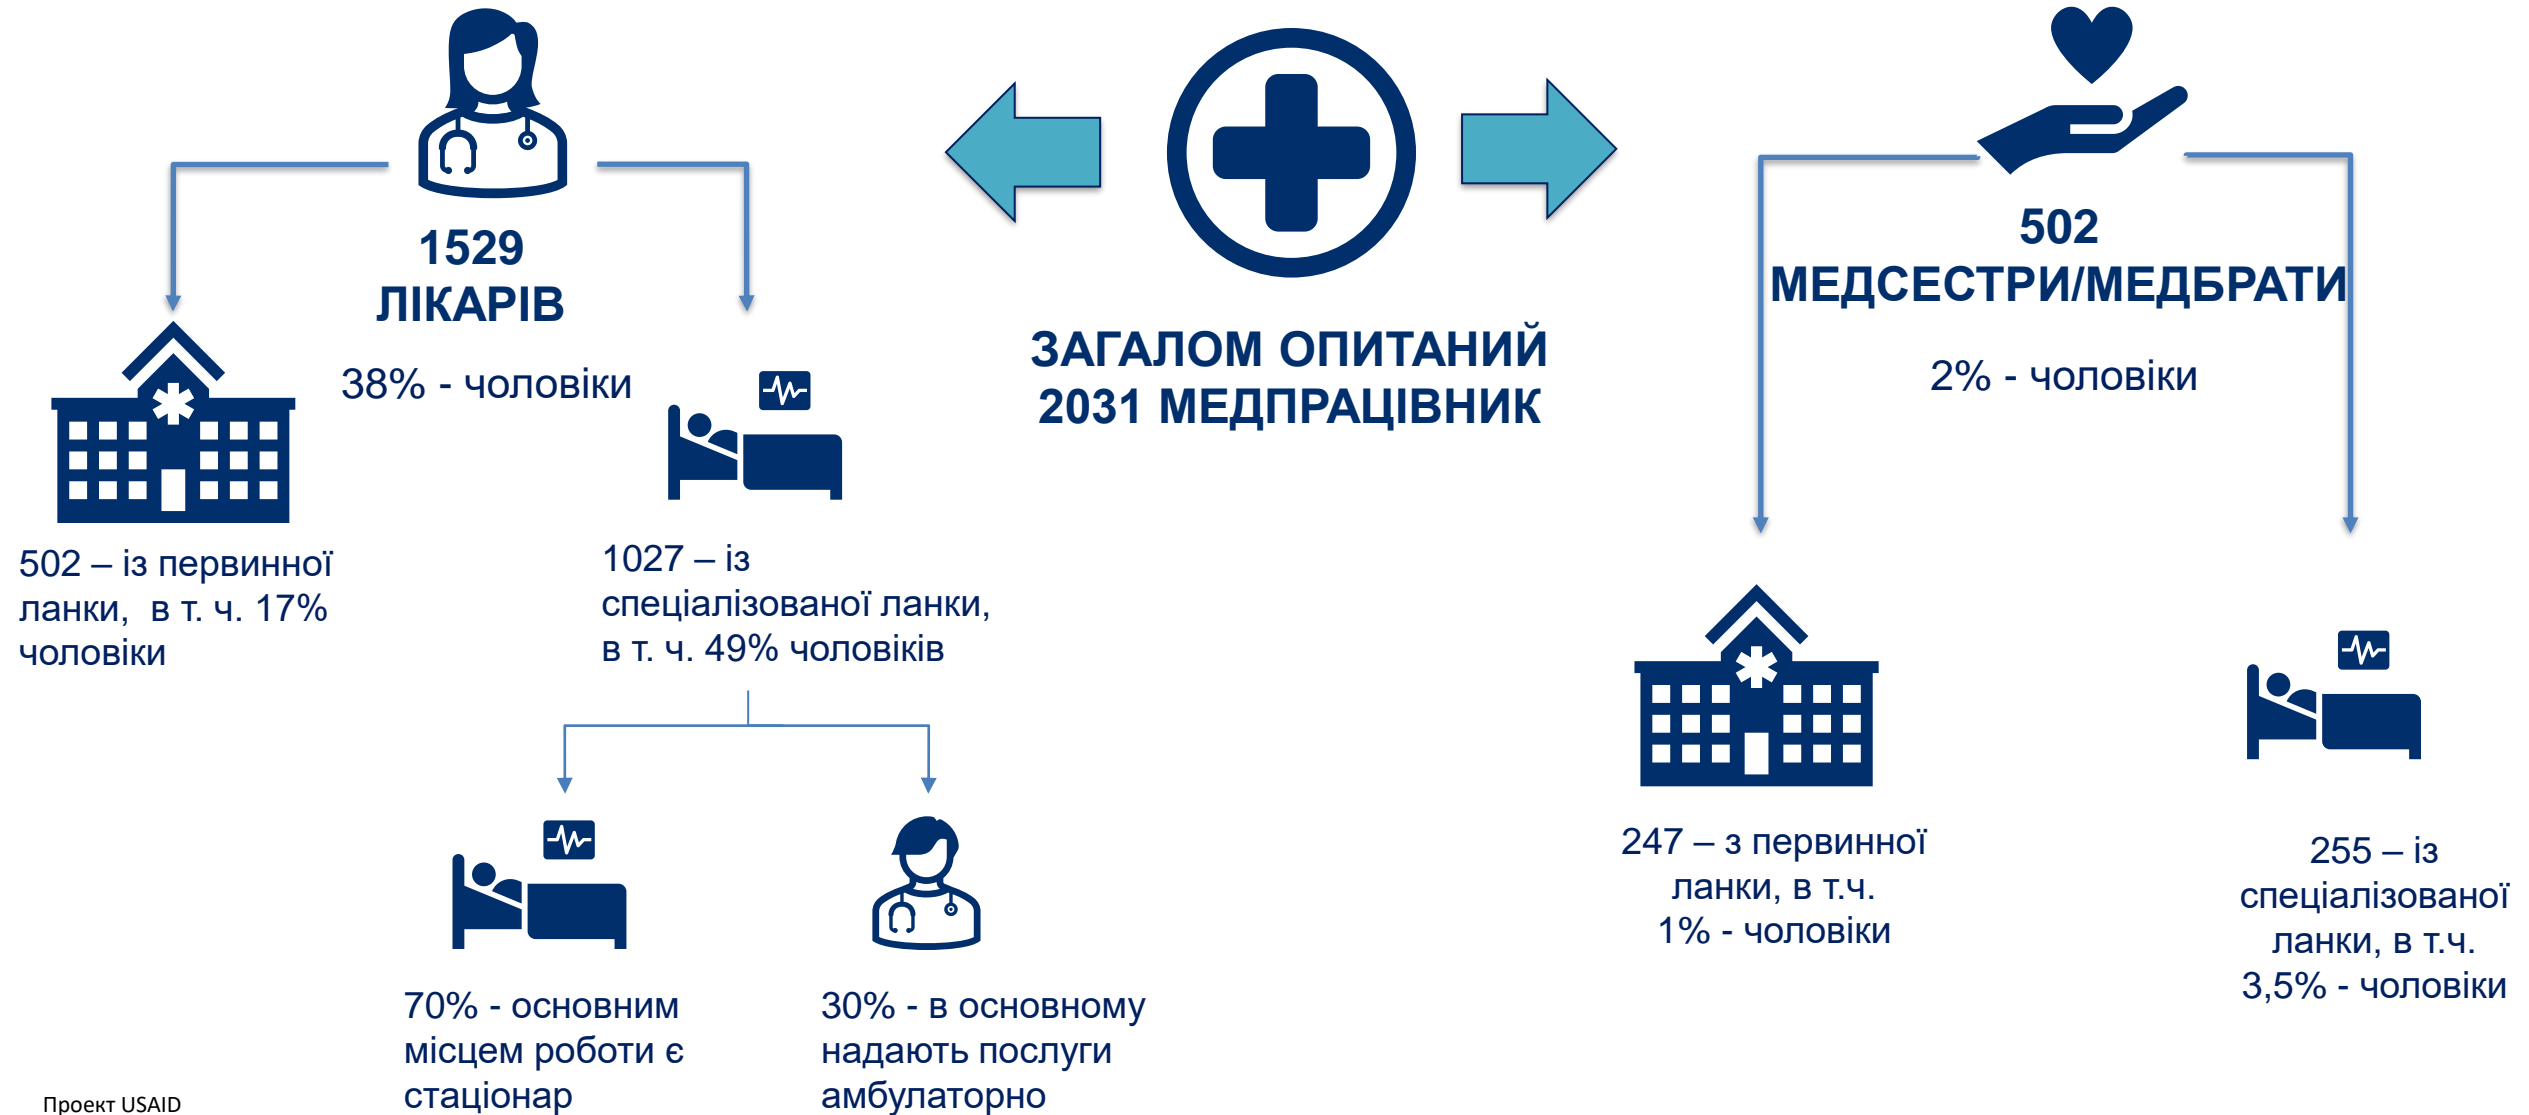 1529
ЛІКАРІВ
38% - чоловіки
502 – із первинної
ланки,  в т. ч. 17%
чоловіки
1027 – із
спеціалізованої ланки,
в т. ч. 49% чоловіків
70% - основним
місцем роботи є
стаціонар
30% - в основному
надають послуги
амбулаторно
ЗАГАЛОМ ОПИТАНИЙ
2031 МЕДПРАЦІВНИК
502
МЕДСЕСТРИ/МЕДБРАТИ
2% - чоловіки
247 – з первинної
ланки, в т.ч.
1% - чоловіки
255 – із
спеціалізованої
ланки, в т.ч.
3,5% - чоловіки
Проект USAID